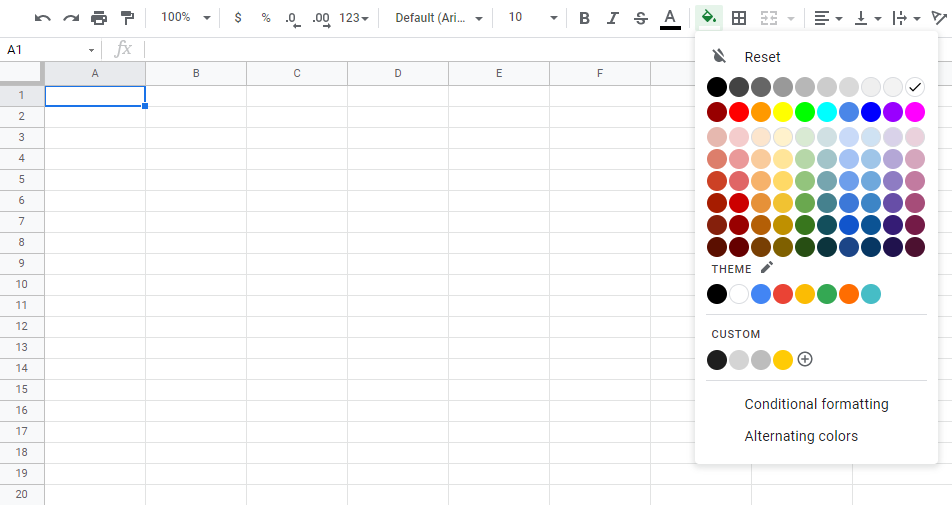 100% $ % .0 .00 123 Default (Ari... 10 B I S A
A1 fx
A B C D E F
1
2
3
4
5
6
7
8
9
10
11
12
13
14
15
16
17
18
19
20
Reset
THEME
CUSTOM
Conditional formatting
Alternating colors